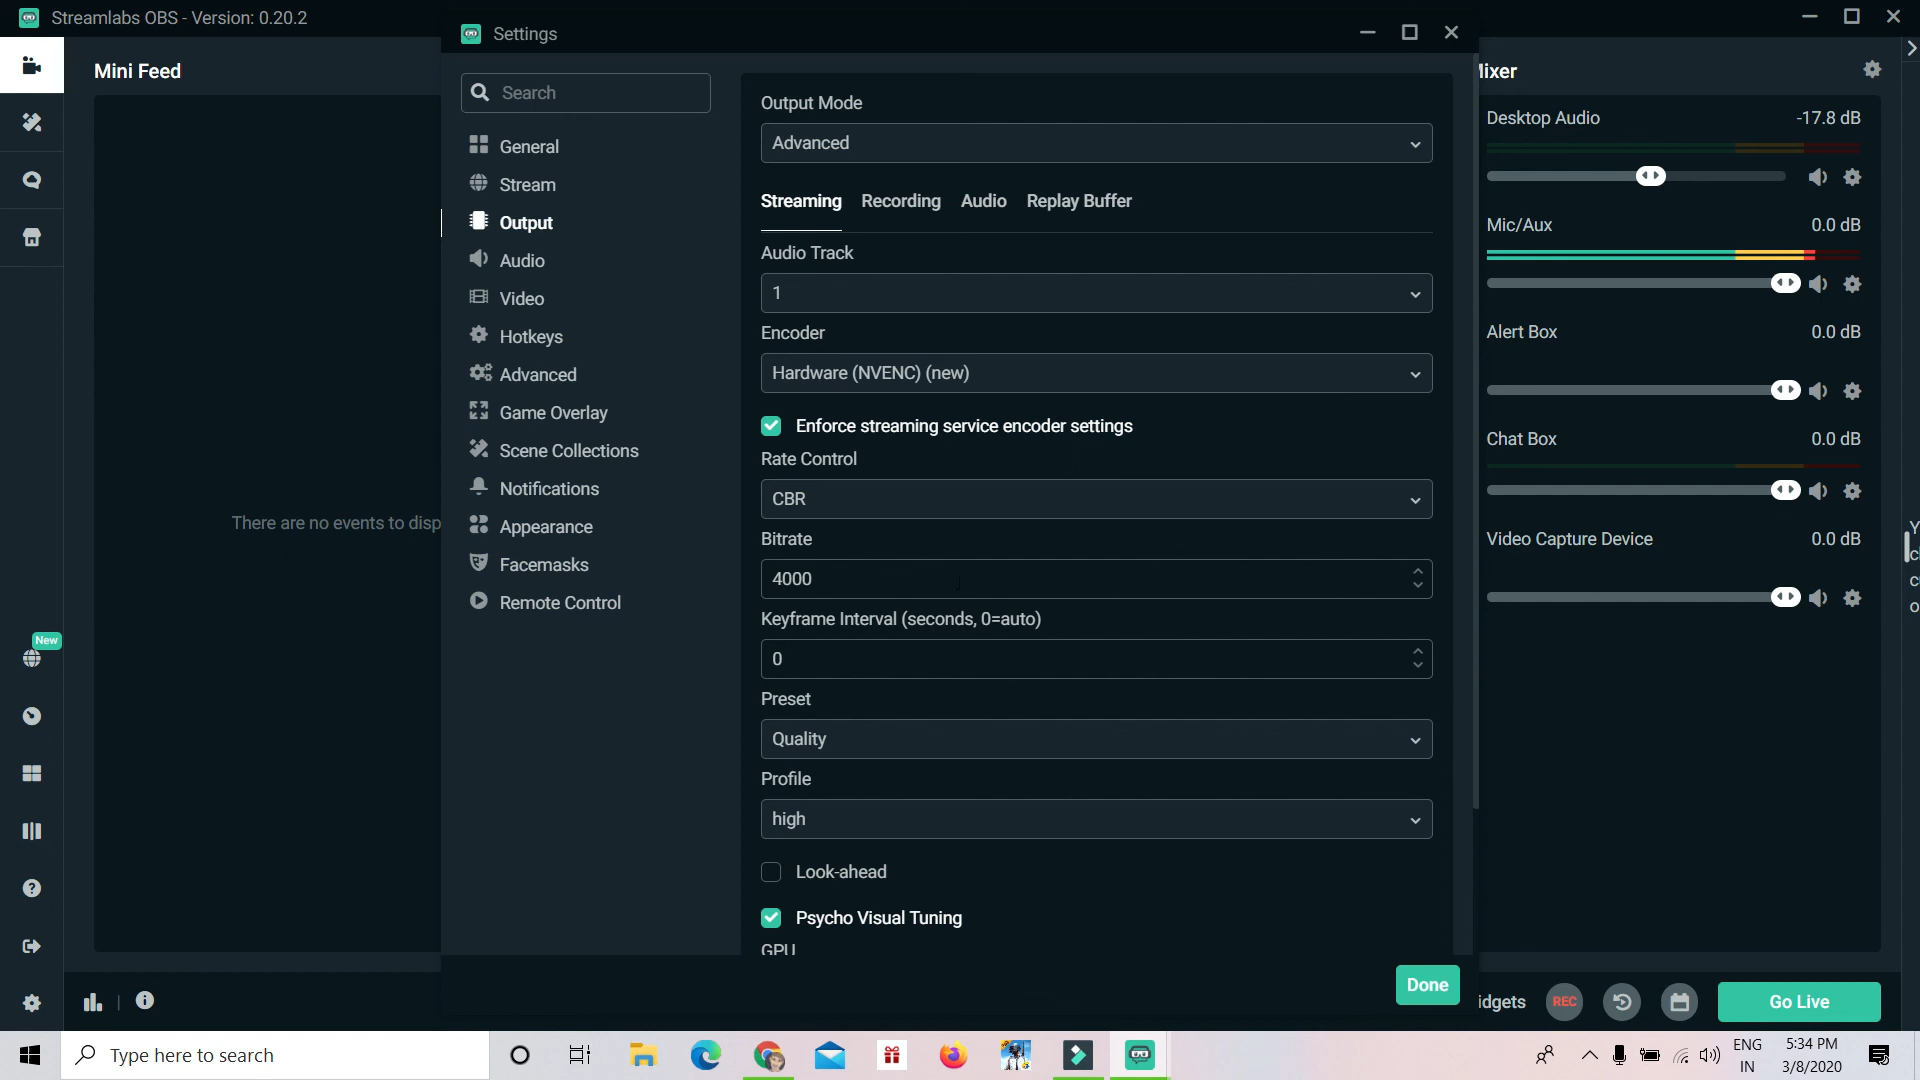 Streamlabs OBS - Version: 0.20.2
Settings
Mini Feed
There are no events to disp
Search
General
Stream
Output
Audio
Video
Hotkeys
Advanced
Game Overlay
Scene Collections
Notifications
Appearance
Facemasks
Remote Control
Output Mode
Advanced
Streaming Recording Audio Replay Buffer
Audio Track
1
Encoder
Hardware (NVENC) (new)
Enforce streaming service encoder settings
Rate Control
CBR
Bitrate
4000
Keyframe Interval (seconds, 0=auto)
0
Preset
Quality
Profile
high
Look-ahead
Psycho Visual Tuning
GPU
Done
Mixer
Desktop Audio -17.8 dB
Mic/Aux 0.0 dB
Alert Box 0.0 dB
Chat Box 0.0 dB
Video Capture Device 0.0 dB
New
idgets REC Go Live
Type here to search
ENG
IN
5:34 PM
3/8/2020